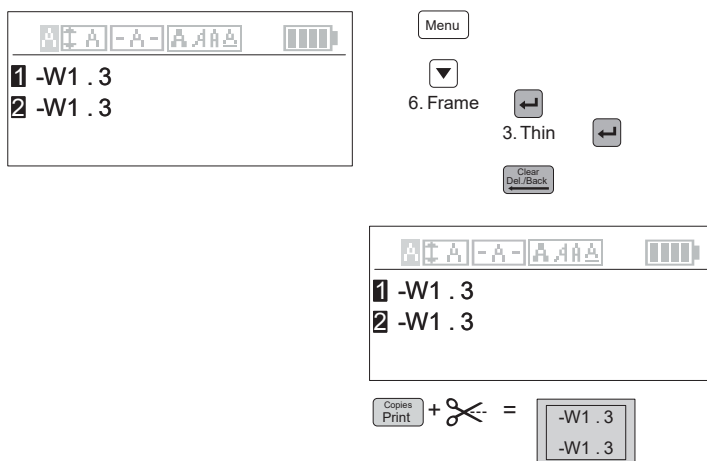 A A -A- A A A A
1 -W1 . 3
2 -W1 . 3
Menu
6. Frame
3. Thin
Clear
Del./Back
A A -A- A A A A
1 -W1 . 3
2 -W1 . 3
Copies
Print + =
-W1 . 3
-W1 . 3